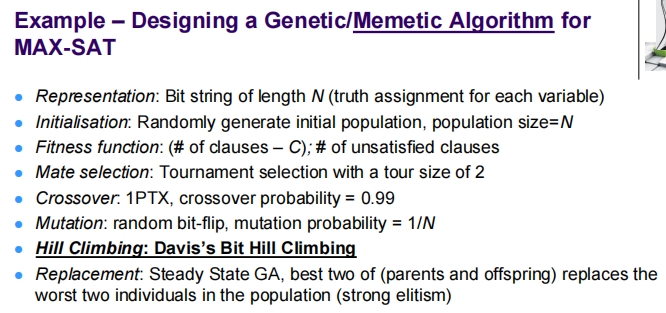 Example – Designing a Genetic/Memetic Algorithm for
MAX-SAT
• Representation: Bit string of length N (truth assignment for each variable)
• Initialisation: Randomly generate initial population, population size=N
• Fitness function: (# of clauses – C); # of unsatisfied clauses
• Mate selection: Tournament selection with a tour size of 2
• Crossover: 1PTX, crossover probability = 0.99
• Mutation: random bit-flip, mutation probability = 1/N
• Hill Climbing: Davis's Bit Hill Climbing
• Replacement: Steady State GA, best two of (parents and offspring) replaces the
worst two individuals in the population (strong elitism)